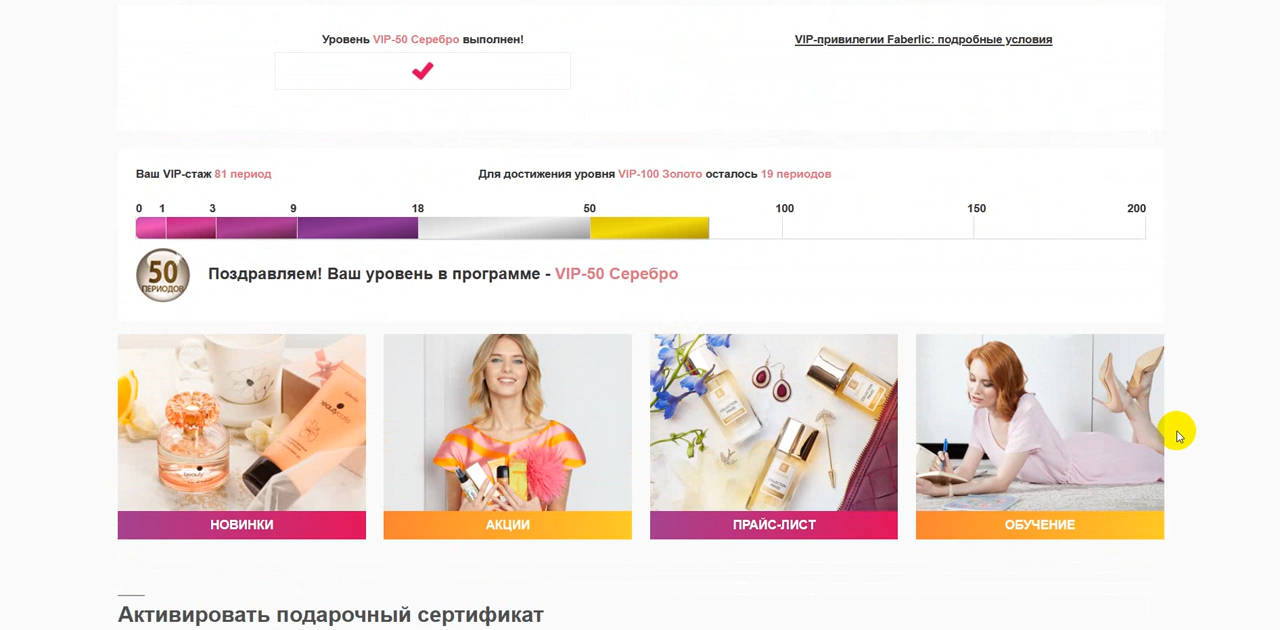 Уровень VIP-50 Серебро выполнен!
VIP-привилегии Faberlic: подробные условия
Ваш VIP-стаж 81 период
Для достижения уровня VIP-100 Золото осталось 19 периодов
0 1 3 9 18 50 100 150 200
50
ПЕРИОДОВ
Поздравляем! Ваш уровень в программе - VIP-50 Серебро
beauty
beautycafe
НОВИНКИ
АКЦИИ
ПРАЙС-ЛИСТ
ОБУЧЕНИЕ
Активировать подарочный сертификат